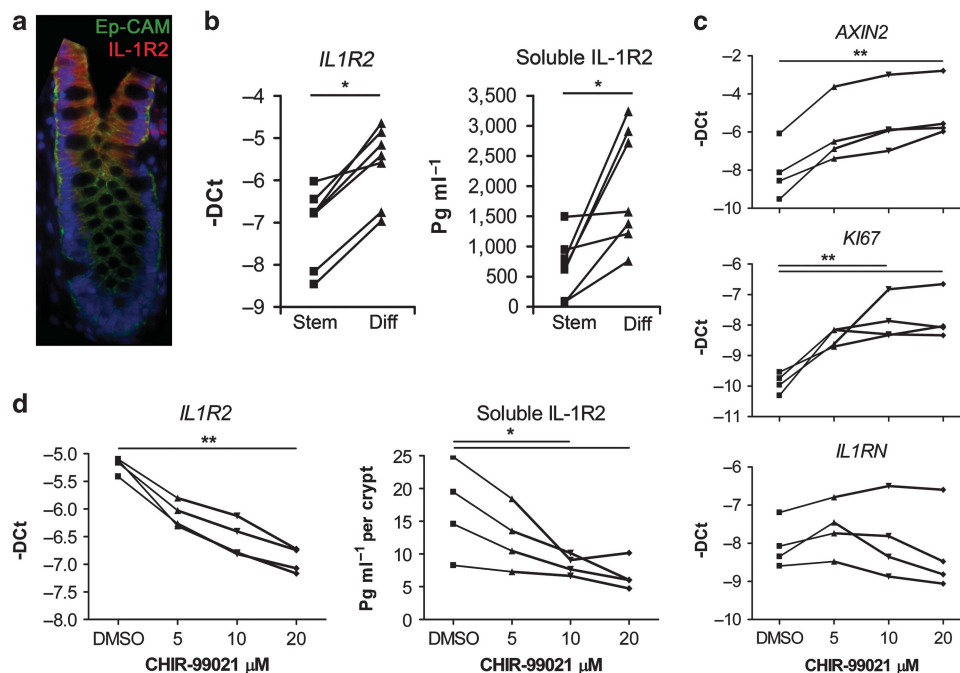 a
Ep-CAM
IL-1R2
b
IL1R2
*
–4
–5
–6
–7
–8
–9
-DCt
Stem
Diff
Soluble IL-1R2
*
3,500
3,000
2,500
2,000
1,500
1,000
500
0
Pg ml⁻¹
Stem
Diff
c
AXIN2
**
–2
–4
–6
–8
–10
-DCt
KI67
**
–6
–7
–8
–9
–10
–11
-DCt
IL1RN
–6
–7
–8
–9
–10
-DCt
DMSO
5
10
20
CHIR-99021 μM
d
IL1R2
**
–5.0
–5.5
–6.0
–6.5
–7.0
–7.5
–8.0
-DCt
DMSO
5
10
20
CHIR-99021 μM
Soluble IL-1R2
*
25
20
15
10
5
0
Pg ml⁻¹ per crypt
DMSO
5
10
20
CHIR-99021 μM